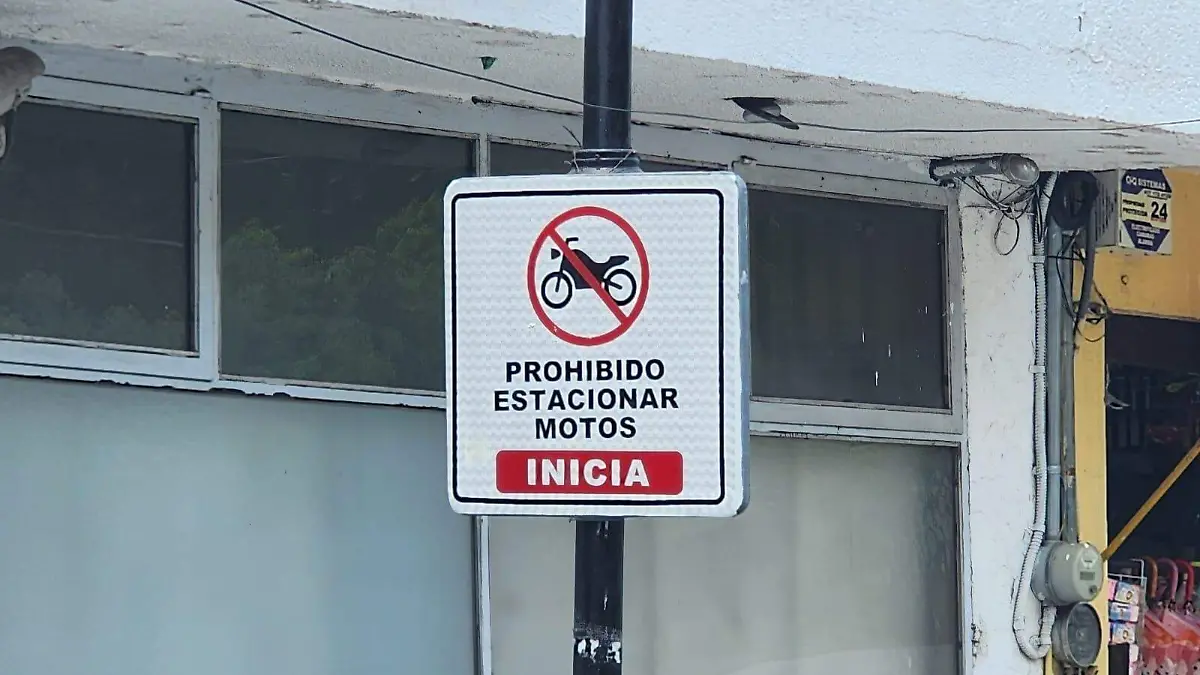 PROHIBIDO
ESTACIONAR
MOTOS
INICIA
24